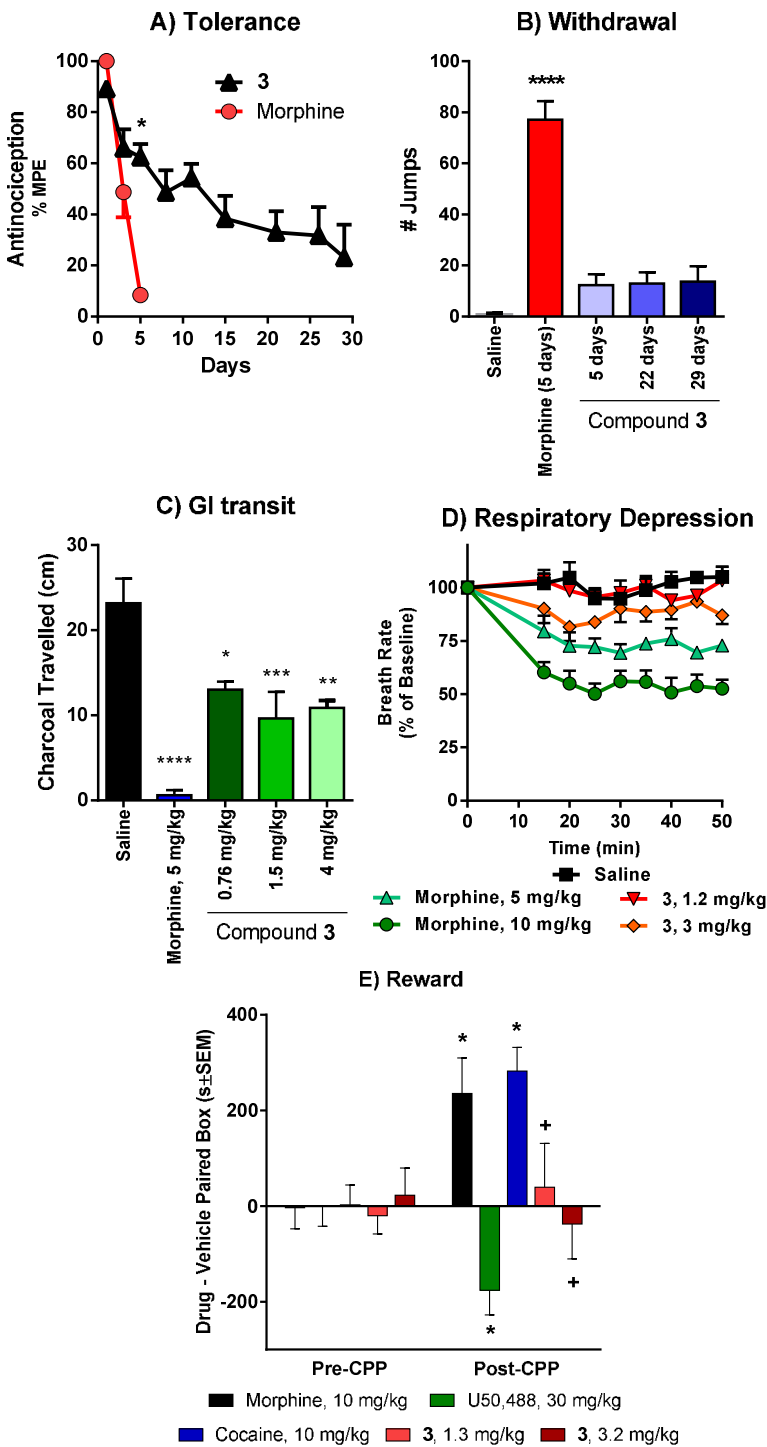 A) Tolerance
100
80
60
40
20
0
Antinociception
% MPE
*
3
Morphine
0
5
10
15
20
25
30
Days
B) Withdrawal
100
80
60
40
20
0
# Jumps
****
Saline
Morphine (5 days)
5 days
22 days
29 days
Compound 3
C) GI transit
30
20
10
0
Charcoal Travelled (cm)
****
*
***
**
Saline
Morphine, 5 mg/kg
0.76 mg/kg
1.5 mg/kg
4 mg/kg
Compound 3
D) Respiratory Depression
100
75
50
25
0
Breath Rate
(% of Baseline)
0
10
20
30
40
50
Time (min)
Saline
Morphine, 5 mg/kg
3, 1.2 mg/kg
Morphine, 10 mg/kg
3, 3 mg/kg
E) Reward
400
200
0
-200
Drug - Vehicle Paired Box (s±SEM)
*
*
+
*
+
Pre-CPP
Post-CPP
Morphine, 10 mg/kg
U50,488, 30 mg/kg
Cocaine, 10 mg/kg
3, 1.3 mg/kg
3, 3.2 mg/kg